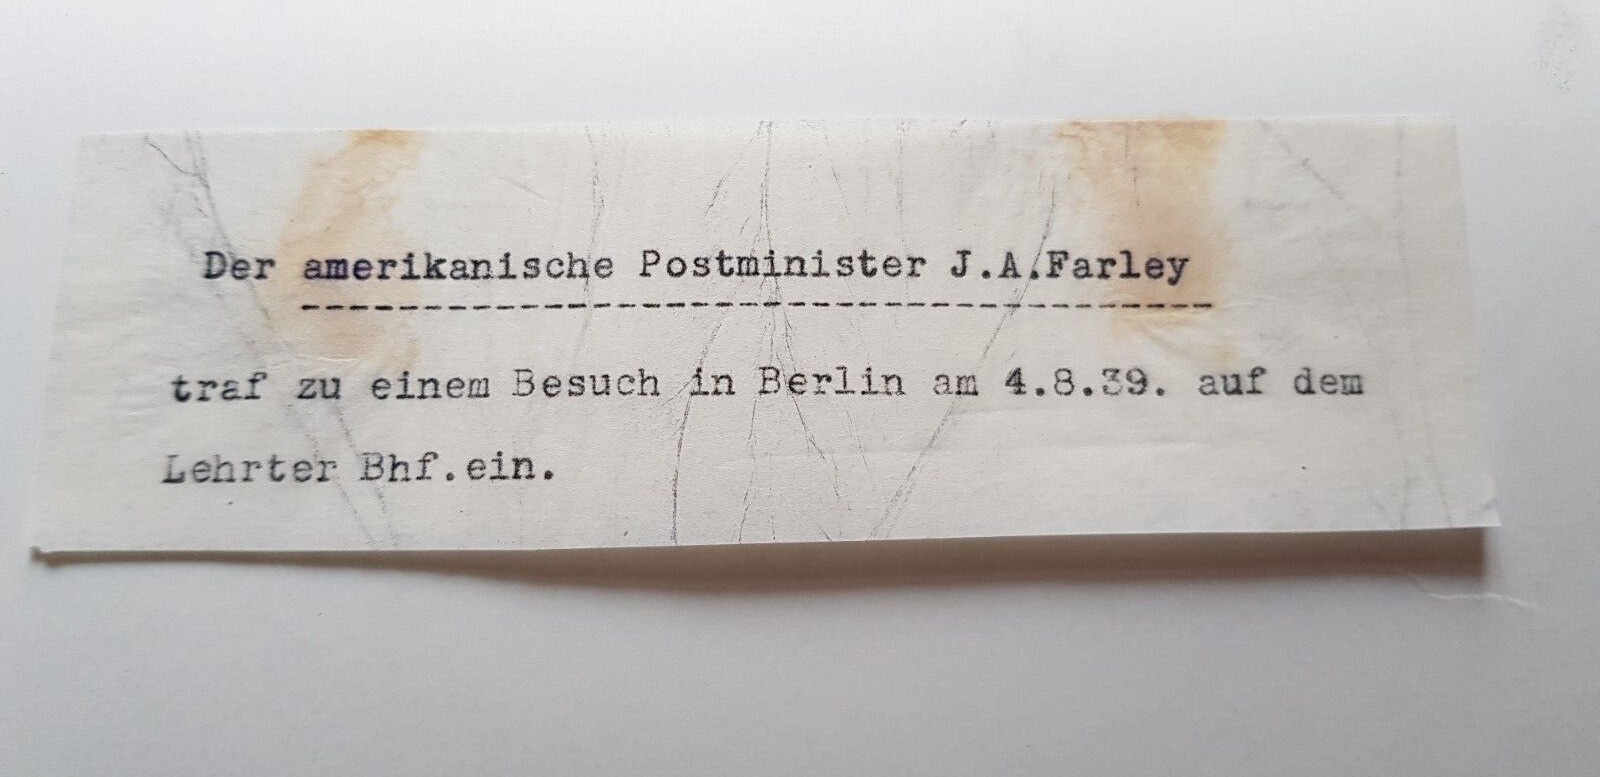 Der amerikanische Postminister J.A.Farley
traf zu einem Besuch in Berlin am 4.8.39. auf dem
Lehrter Bhf.ein.